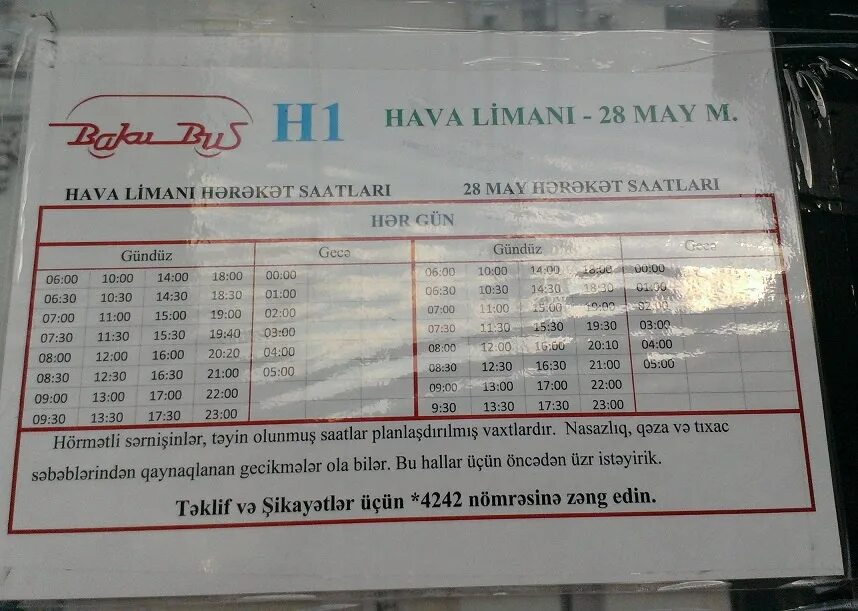 Baku Bus H1 HAVA LİMANI - 28 MAY M.
HAVA LİMANI HƏRƏKƏT SAATLARI 28 MAY HƏRƏKƏT SAATLARI
HƏR GÜN
Gündüz Gecə Gündüz Gecə
06:00 10:00 14:00 18:00 00:00 06:00 10:00 14:00 18:00 00:00
06:30 10:30 14:30 18:30 01:00 06:30 10:30 14:30 18:30 01:00
07:00 11:00 15:00 19:00 02:00 07:00 11:00 15:00 19:00 02:00
07:30 11:30 15:30 19:40 03:00 07:30 11:30 15:30 19:30 03:00
08:00 12:00 16:00 20:20 04:00 08:00 12:00 16:00 20:10 04:00
08:30 12:30 16:30 21:00 05:00 08:30 12:30 16:30 21:00 05:00
09:00 13:00 17:00 22:00 09:00 13:00 17:00 22:00
09:30 13:30 17:30 23:00 9:30 13:30 17:30 23:00
Hörmətli sərnişinlər, təyin olunmuş saatlar planlaşdırılmış vaxtlardır. Nasazlıq, qəza və tıxac
səbəblərindən qaynaqlanan gecikmələr ola bilər. Bu hallar üçün öncədən üzr istəyirik.
Təklif və Şikayətlər üçün *4242 nömrəsinə zəng edin.